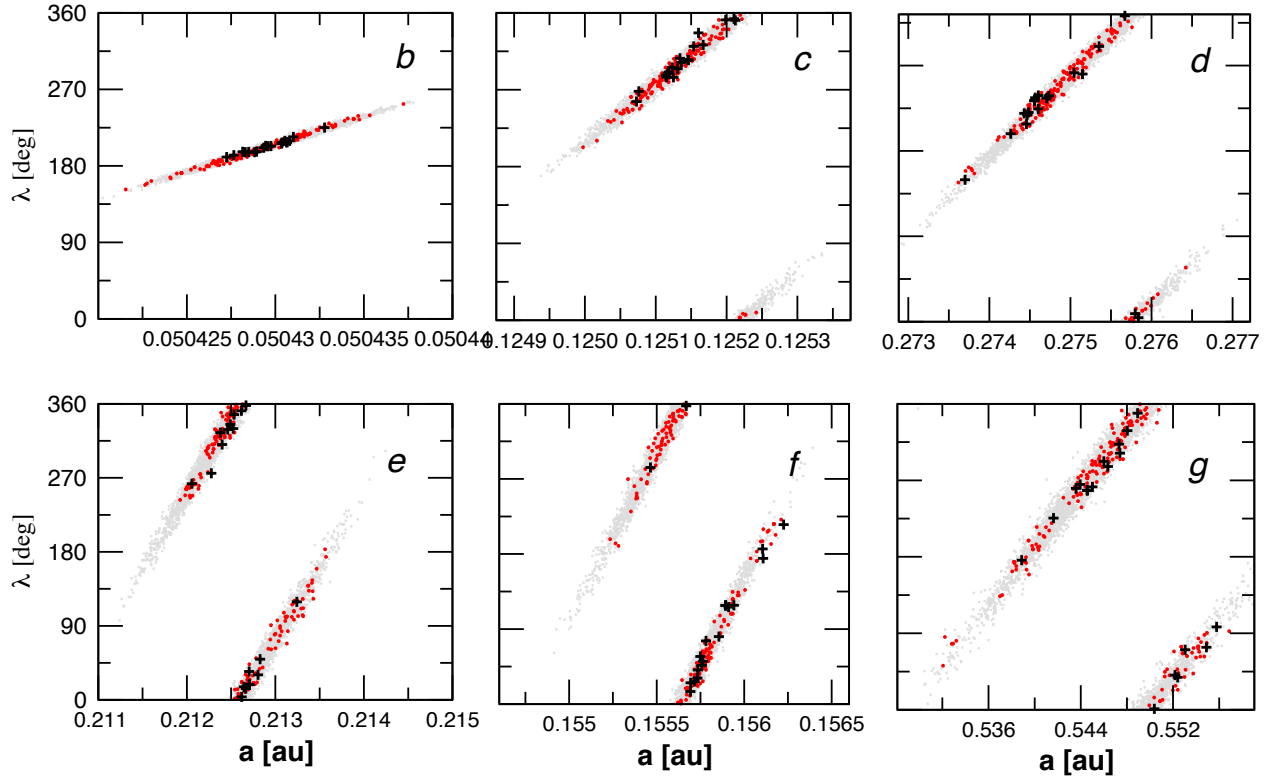 360
270
180
90
0
λ [deg]
b
c
d
0.050425 0.05043 0.050435 0.05044
0.1249 0.1250 0.1251 0.1252 0.1253
0.273 0.274 0.275 0.276 0.277
360
270
180
90
0
λ [deg]
e
f
g
0.211 0.212 0.213 0.214 0.215
0.155 0.1555 0.156 0.1565
0.536 0.544 0.552
a [au] a [au] a [au]